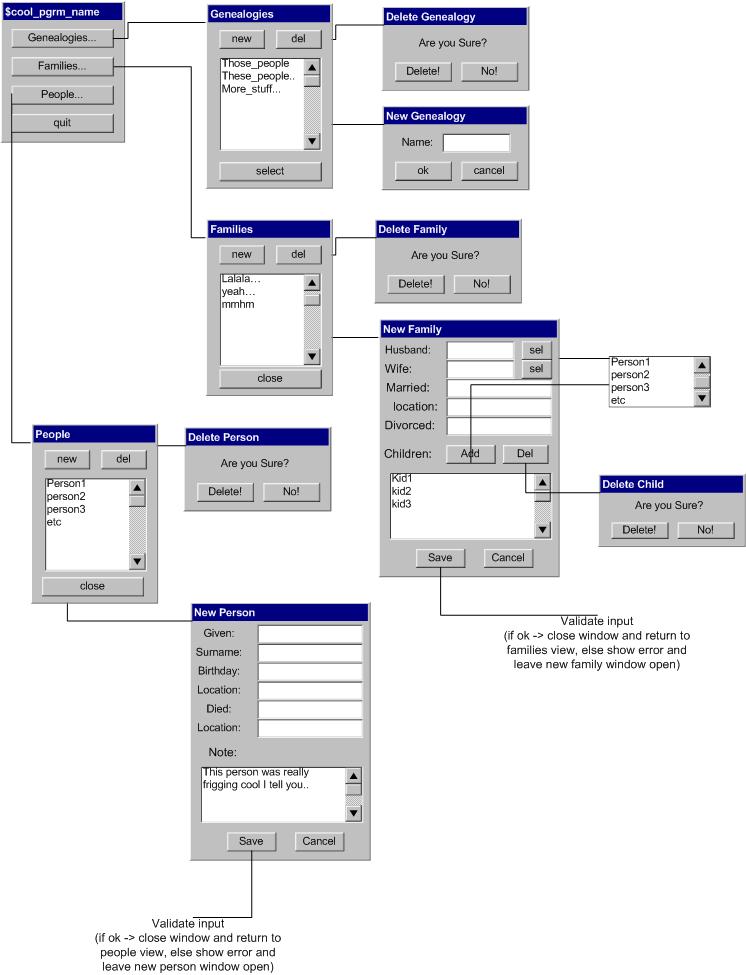 $cool_pgrm_name
Genealogies...
Families...
People...
quit
Genealogies
new del
Those_people
These_people..
More_stuff...
select
Delete Genealogy
Are you Sure?
Delete! No!
New Genealogy
Name:
ok cancel
Families
new del
Lalala...
yeah...
mmhm
close
Delete Family
Are you Sure?
Delete! No!
New Family
Husband: sel
Wife: sel
Married:
location:
Divorced:
Children: Add Del
Kid1
kid2
kid3
Save Cancel
Person1
person2
person3
etc
Delete Child
Are you Sure?
Delete! No!
Validate input
(if ok -> close window and return to
families view, else show error and
leave new family window open)
People
new del
Person1
person2
person3
etc
close
Delete Person
Are you Sure?
Delete! No!
New Person
Given:
Surname:
Birthday:
Location:
Died:
Location:
Note:
This person was really
frigging cool I tell you..
Save Cancel
Validate input
(if ok -> close window and return to
people view, else show error and
leave new person window open)